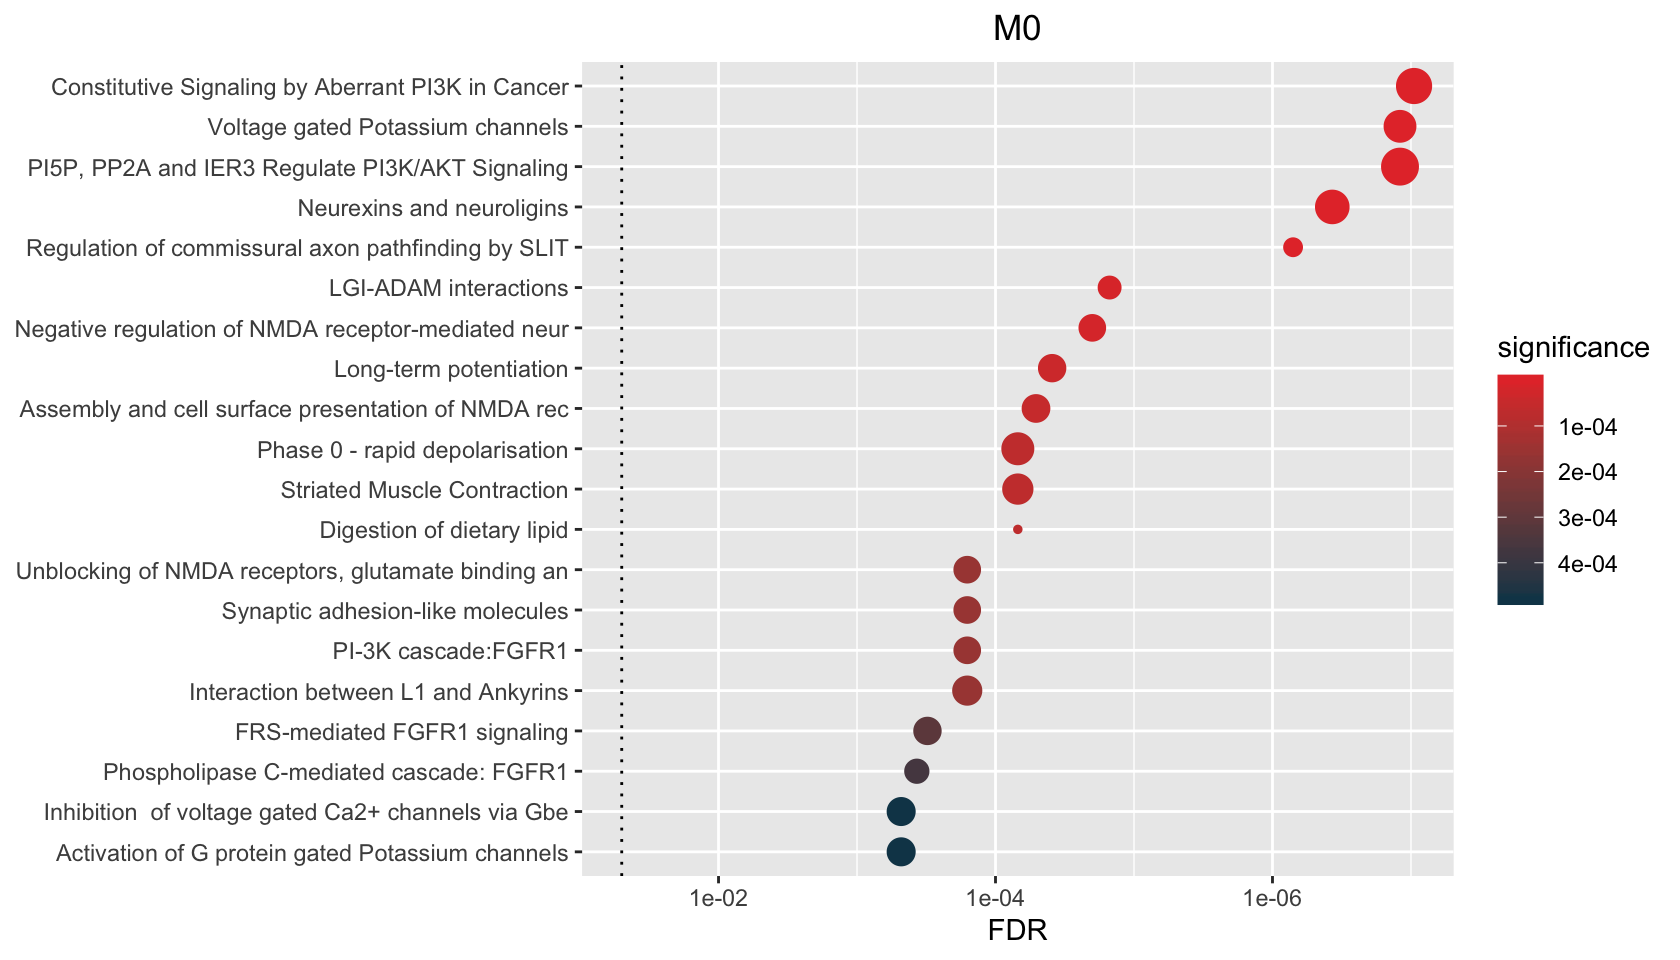 M0
Constitutive Signaling by Aberrant PI3K in Cancer
Voltage gated Potassium channels
PI5P, PP2A and IER3 Regulate PI3K/AKT Signaling
Neurexins and neuroligins
Regulation of commissural axon pathfinding by SLIT
LGI-ADAM interactions
Negative regulation of NMDA receptor-mediated neur
Long-term potentiation
Assembly and cell surface presentation of NMDA rec
Phase 0 - rapid depolarisation
Striated Muscle Contraction
Digestion of dietary lipid
Unblocking of NMDA receptors, glutamate binding an
Synaptic adhesion-like molecules
PI-3K cascade:FGFR1
Interaction between L1 and Ankyrins
FRS-mediated FGFR1 signaling
Phospholipase C-mediated cascade: FGFR1
Inhibition  of voltage gated Ca2+ channels via Gbe
Activation of G protein gated Potassium channels
1e-02 1e-04 1e-06
FDR
significance
1e-04
2e-04
3e-04
4e-04